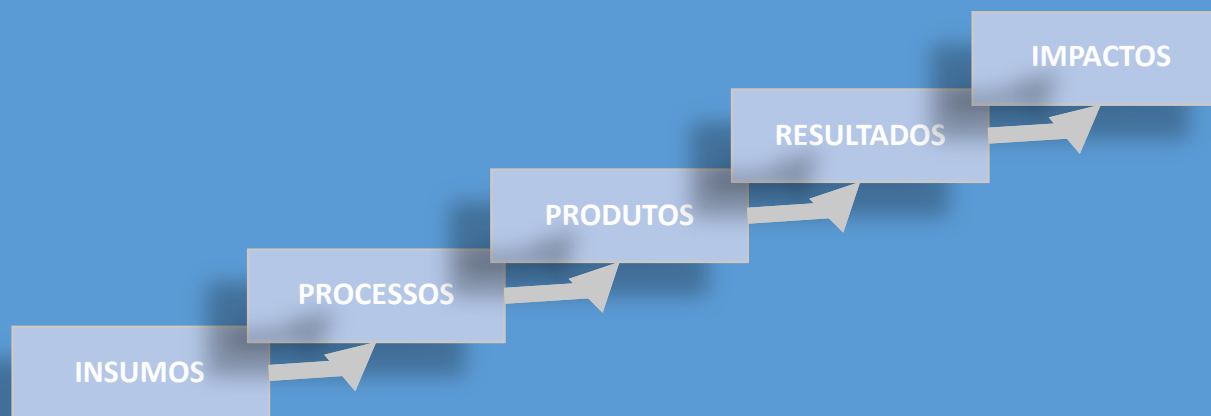 IMPACTOS
RESULTADOS
PRODUTOS
PROCESSOS
INSUMOS